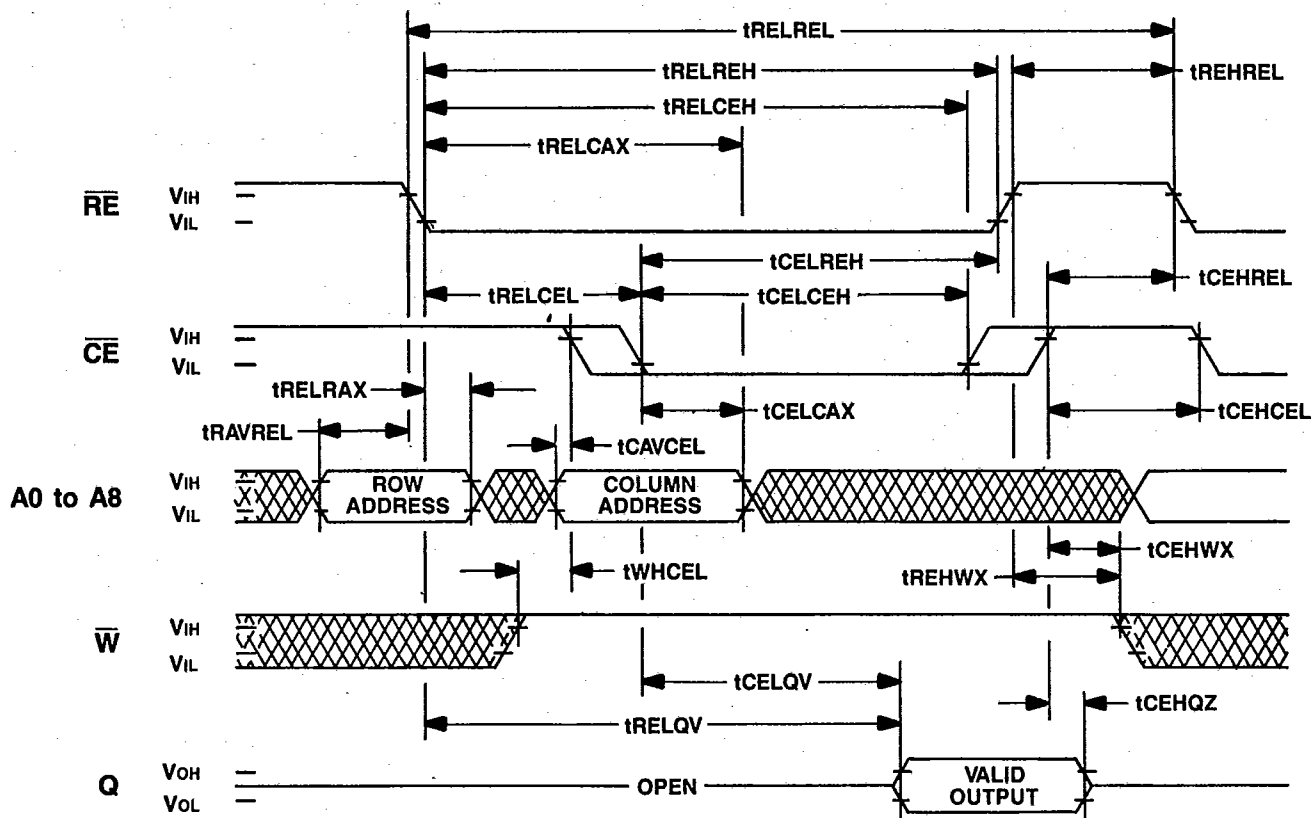 tRELREL
tRELREH
tREHREL
tRELCEH
tRELCAX
RE
VIH
VIL
tCELREH
tCEHREL
tRELCEL
tCELCEH
CE
VIH
VIL
tRELRAX
tCELCAX
tCEHCEL
tRAVREL
tCAVCEL
A0 to A8
VIH
VIL
ROW
ADDRESS
COLUMN
ADDRESS
tCEHWX
tWHCEL
tREHWX
W
VIH
VIL
tCELQV
tCEHQZ
tRELQV
Q
VOH
VOL
OPEN
VALID
OUTPUT